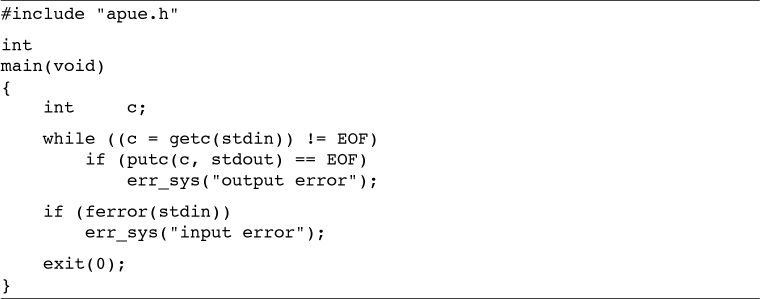 #include "apue.h"
int
main(void)
{
    int     c;
    while ((c = getc(stdin)) != EOF)
        if (putc(c, stdout) == EOF)
            err_sys("output error");
    if (ferror(stdin))
        err_sys("input error");
    exit(0);
}